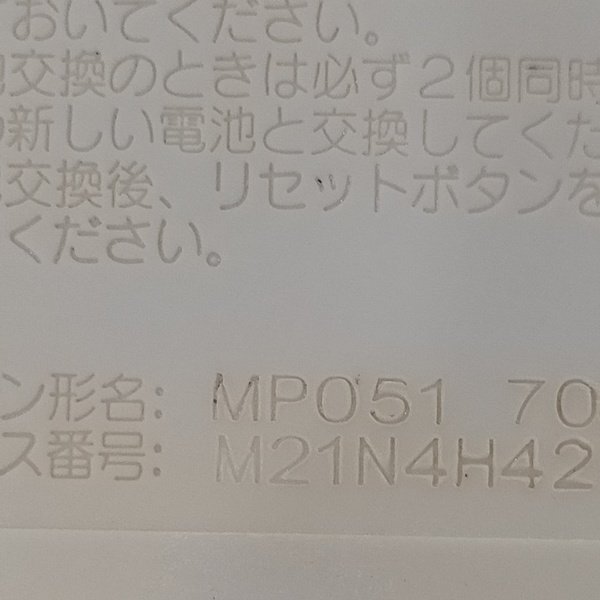 おいてください。
交換のときは必ず2個同時
新しい電池と交換してくだ
交換後、リセットボタンを
ください。
ン形名: MP051 70
ス番号: M21N4H42